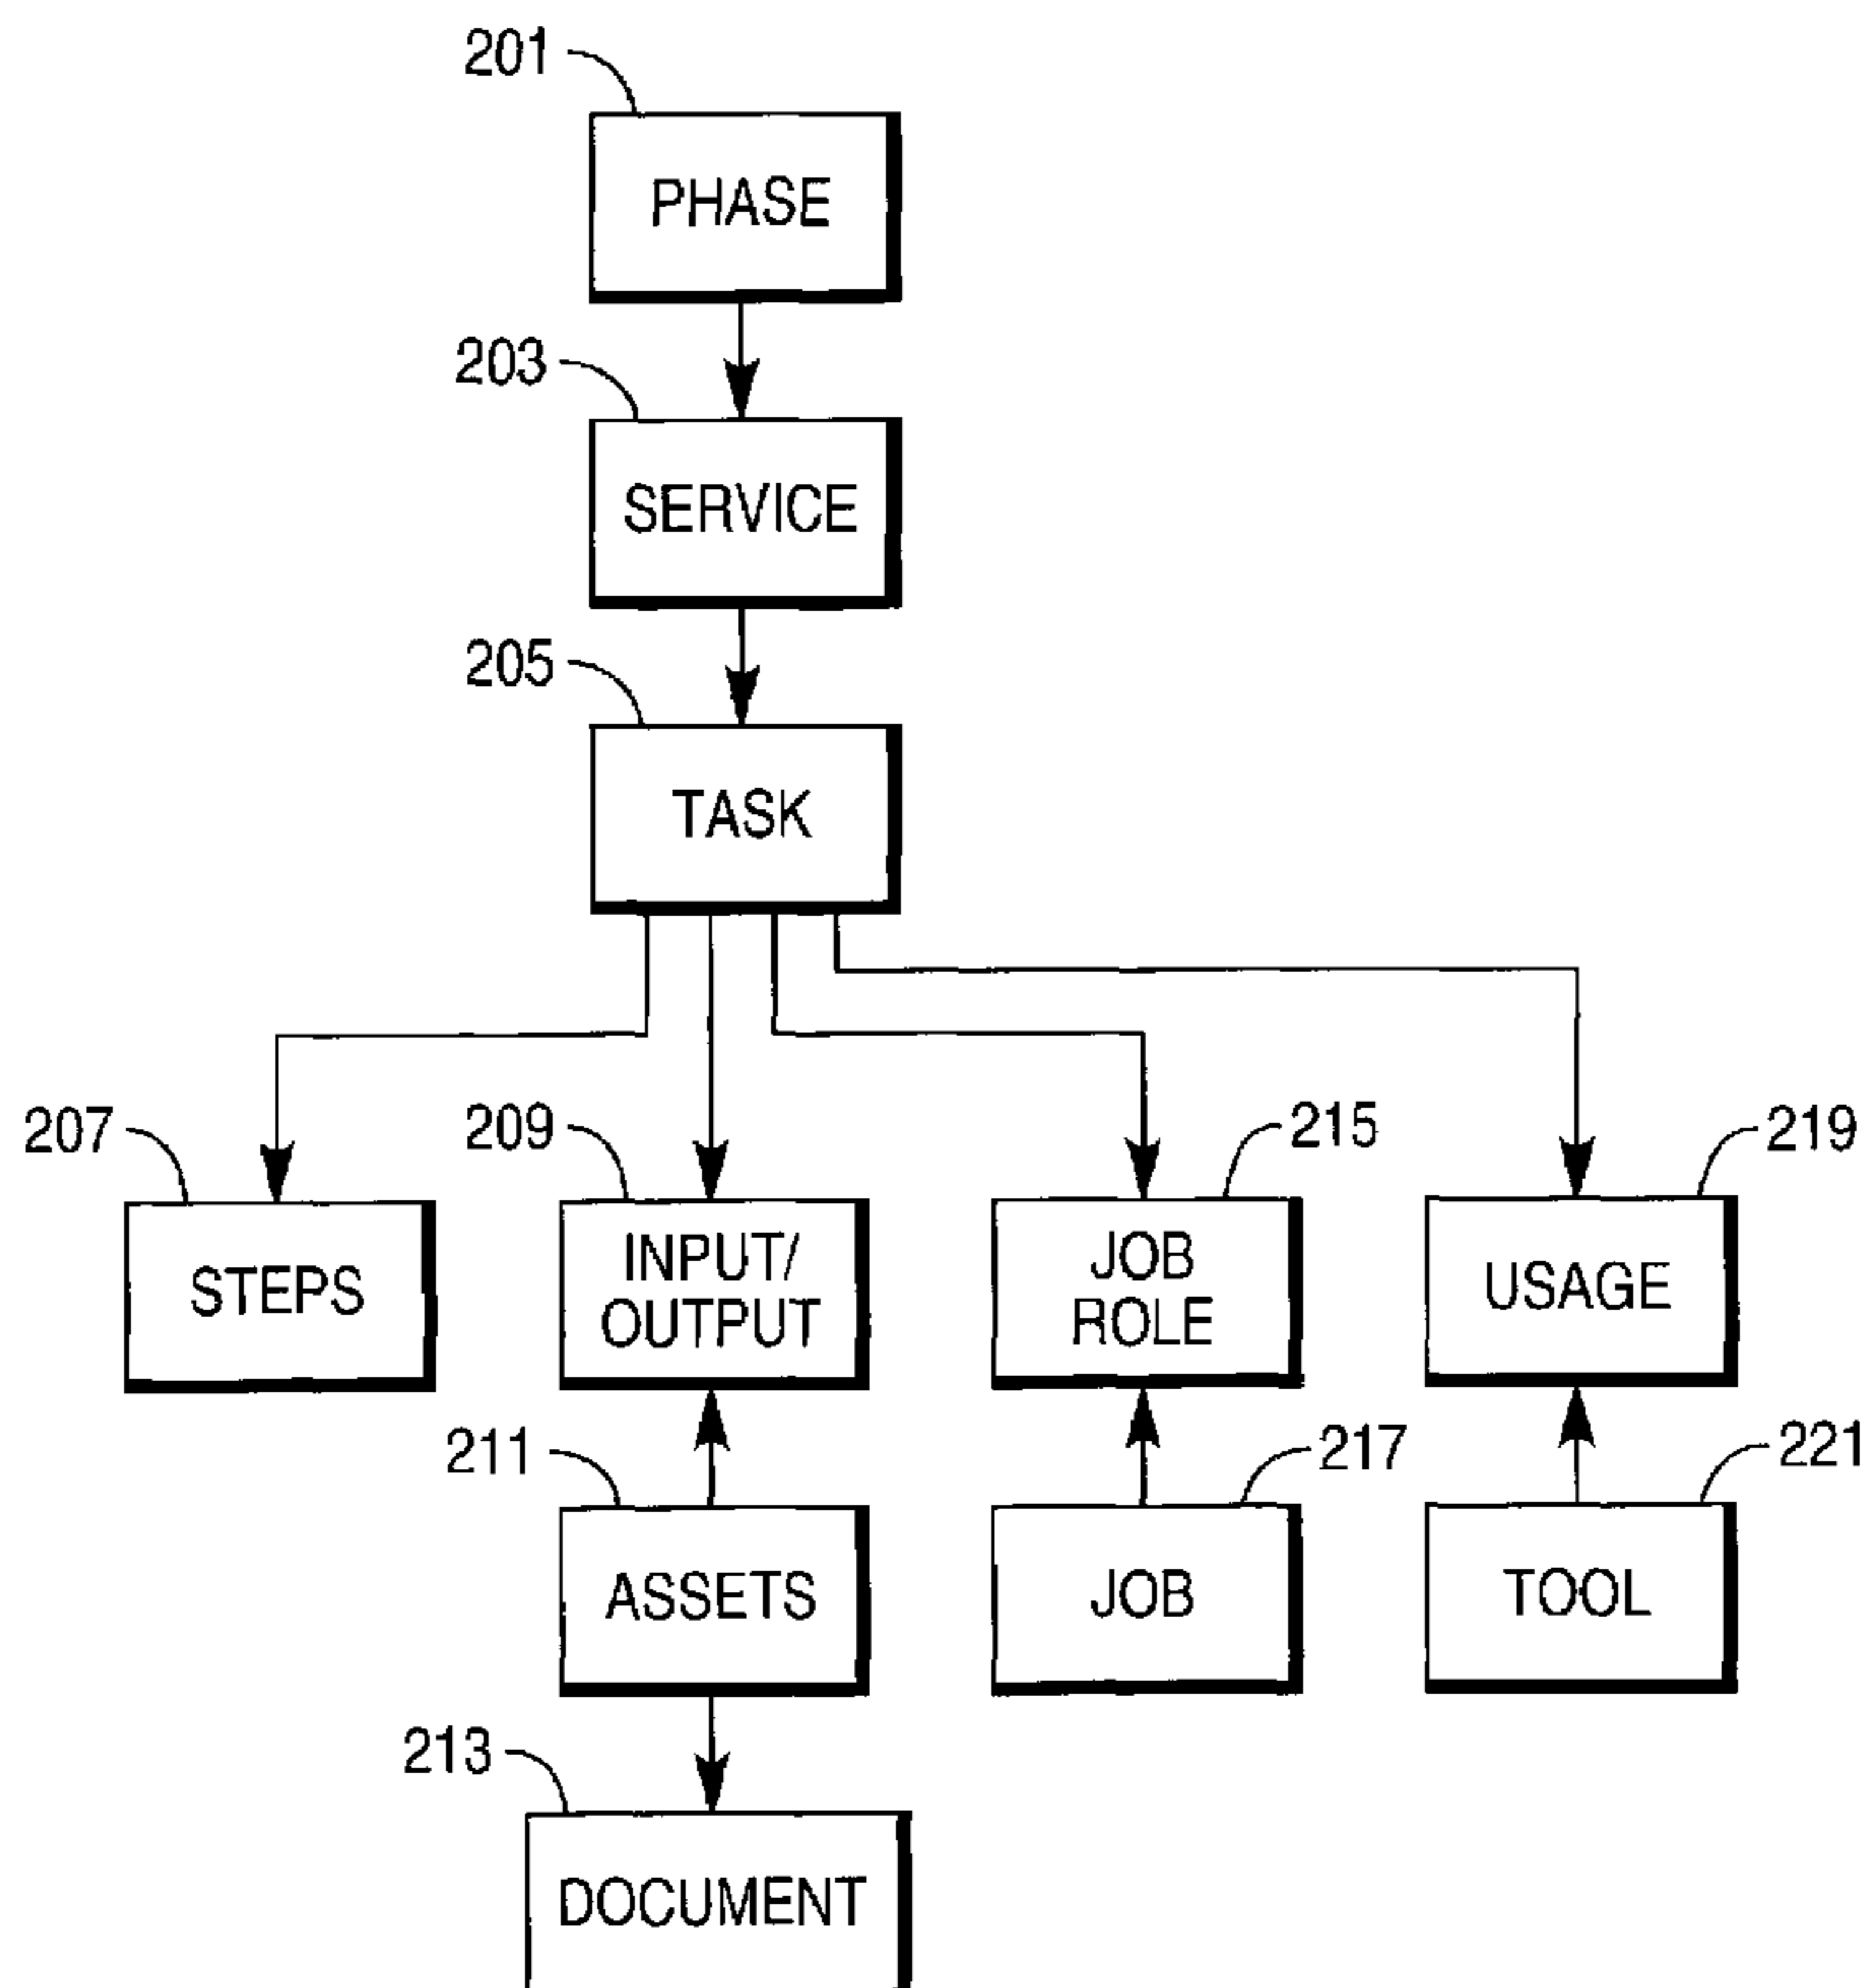 201
PHASE
203
SERVICE
205
TASK
207
209
215
219
STEPS
INPUT/
OUTPUT
JOB
ROLE
USAGE
211
217
221
ASSETS
JOB
TOOL
213
DOCUMENT